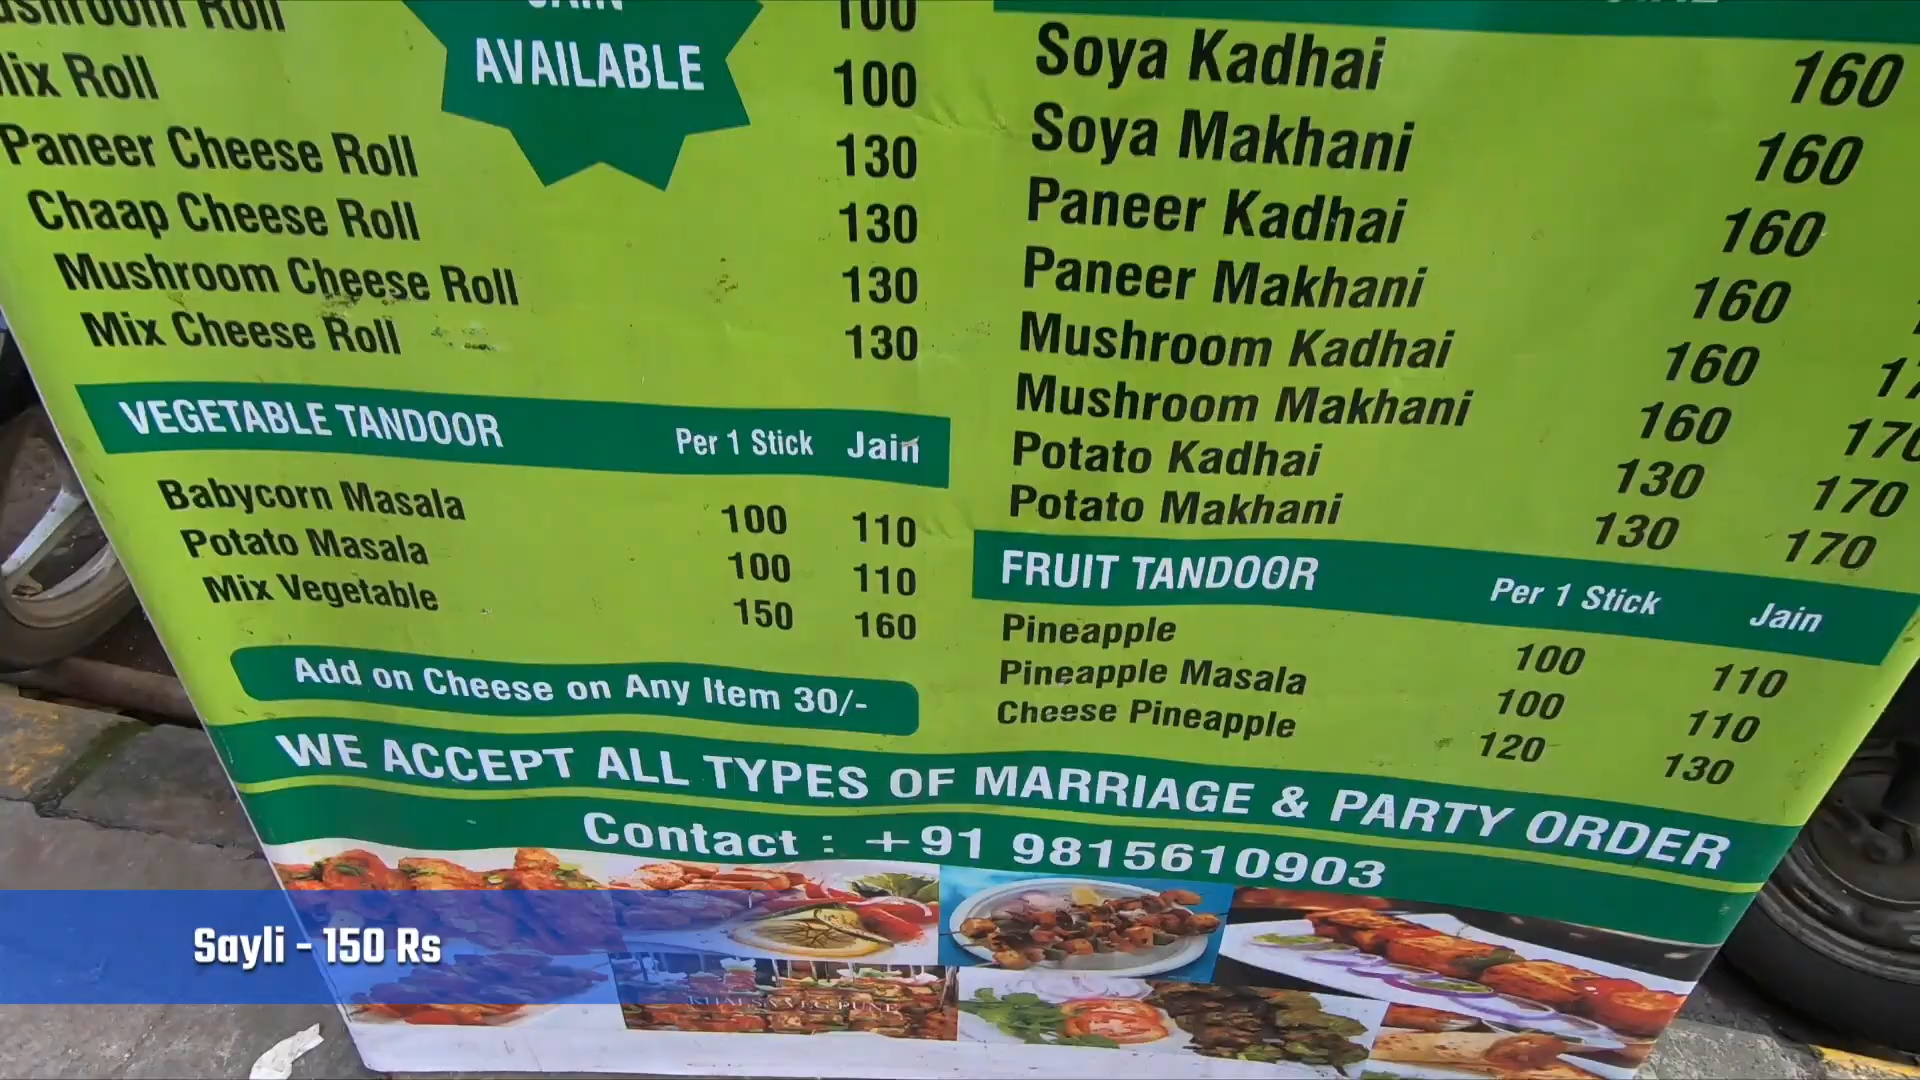 AVAILABLE
Roll 100
Roll 100
Paneer Cheese Roll 130
Chaap Cheese Roll 130
Mushroom Cheese Roll 130
Mix Cheese Roll 130
VEGETABLE TANDOOR Per 1 Stick Jain
Babycorn Masala 100 110
Potato Masala 100 110
Mix Vegetable 150 160
Add on Cheese on Any Item 30/-
Soya Kadhai 160
Soya Makhani 160
Paneer Kadhai 160
Paneer Makhani 160
Mushroom Kadhai 160
Mushroom Makhani 160 170
Potato Kadhai 130 170
Potato Makhani 130 170
FRUIT TANDOOR Per 1 Stick Jain
Pineapple 100 110
Pineapple Masala 100 110
Cheese Pineapple 120 130
WE ACCEPT ALL TYPES OF MARRIAGE & PARTY ORDER
Contact : +91 9815610903
Sayli - 150 Rs